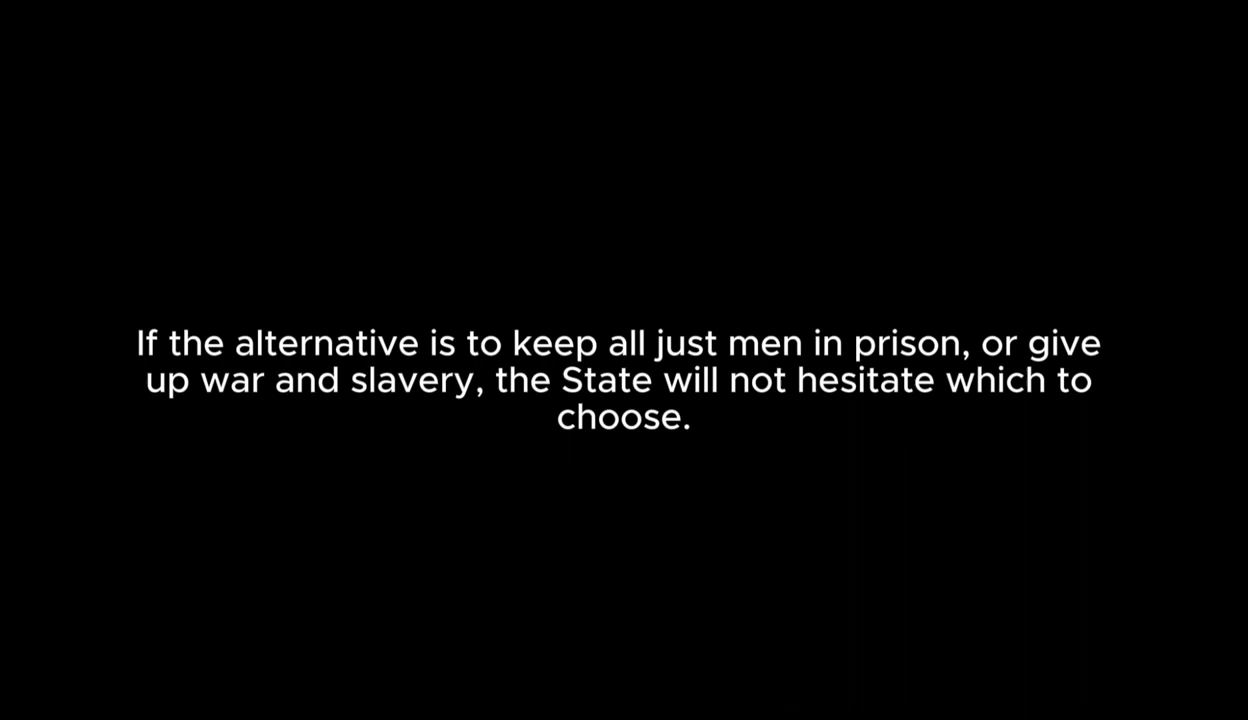 If the alternative is to keep all just men in prison, or give
up war and slavery, the State will not hesitate which to
choose.